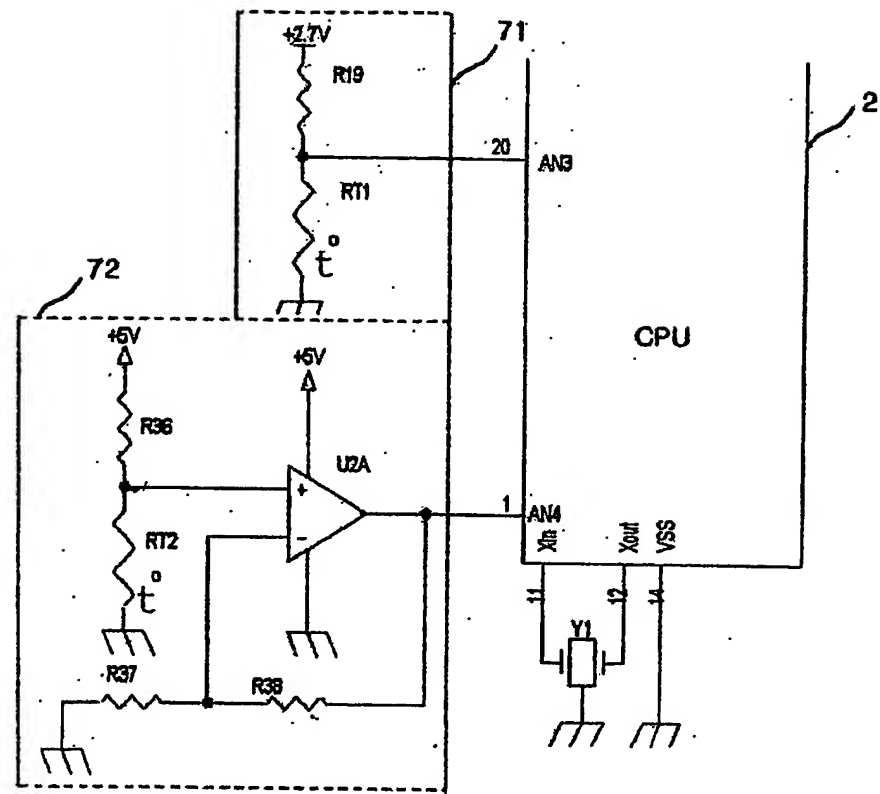 +2.7V
71
R19
2
20
AN3
RT1
t°
72
+5V
+5V
CPU
R36
U2A
+
1
AN4
RT2
-
Xin
Xout
VSS
t°
11
12
14
Y1
R37
R38